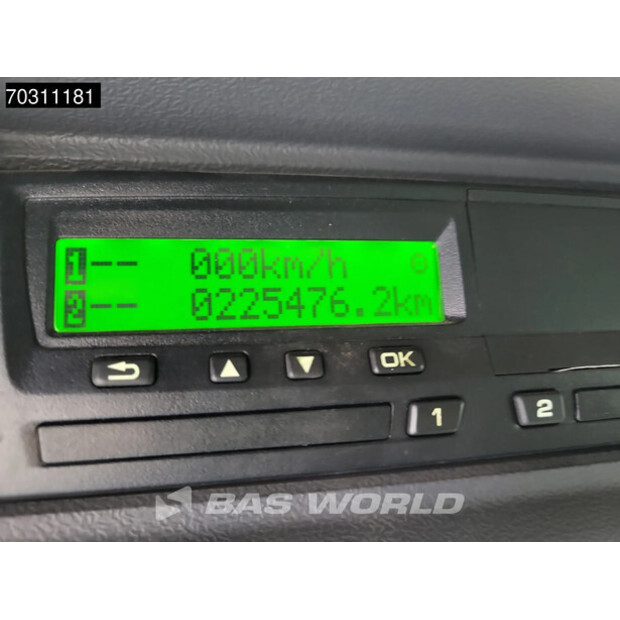 70311181
1-- 000km/h
2-- 0225476.2km
OK
1 2
BAS WORLD